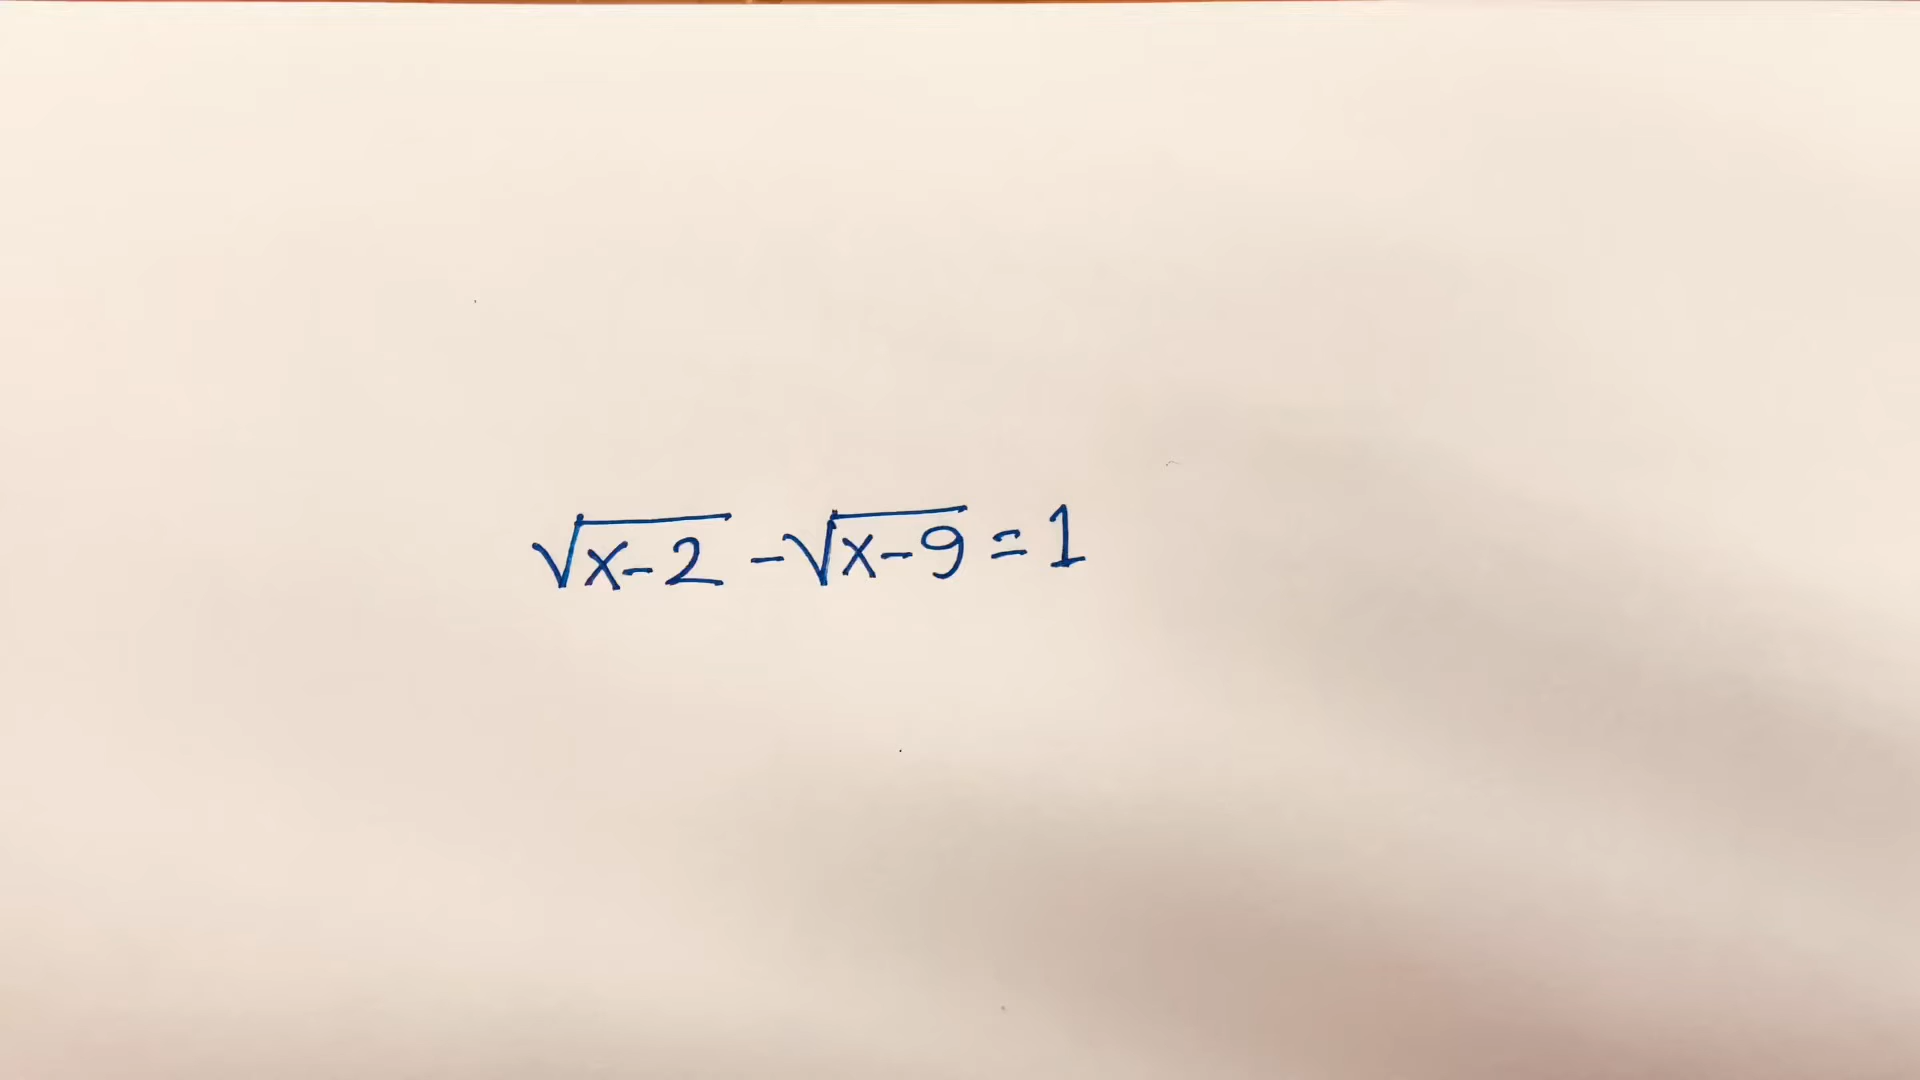 √(x-2) - √(x-9) = 1